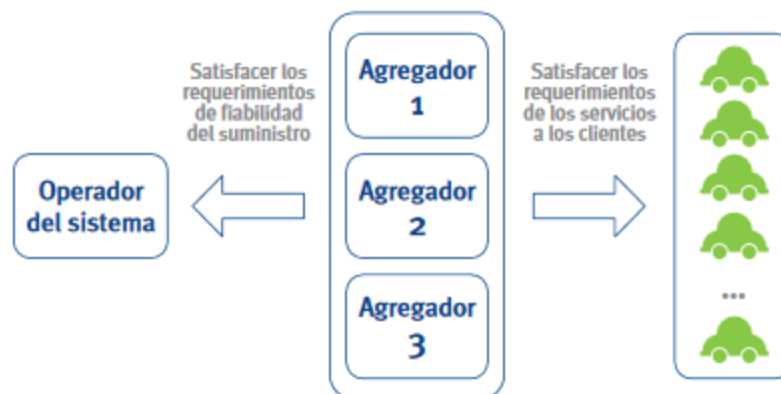 Satisfacer los
requerimientos
de fiabilidad
del suministro
Operador
del sistema
Agregador
1
Agregador
2
Agregador
3
Satisfacer los
requerimientos
de los servicios
a los clientes
...